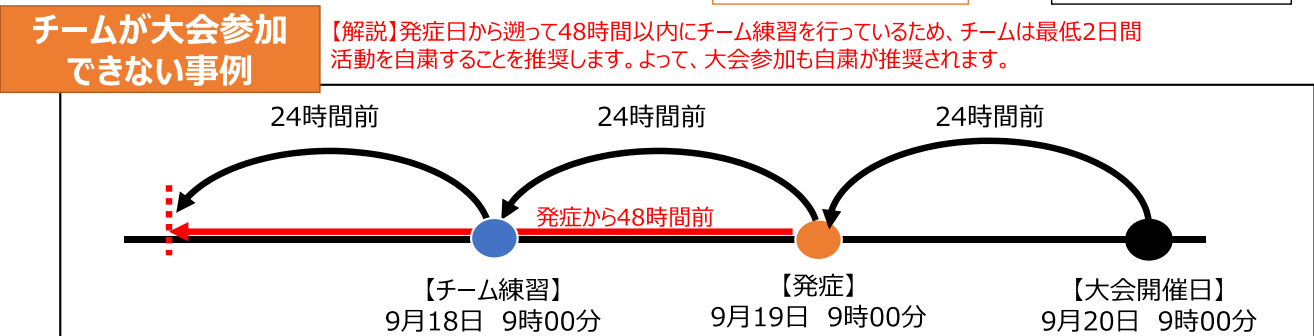 チームが大会参加
できない事例
【解説】発症日から遡って48時間以内にチーム練習を行っているため、チームは最低2日間
活動を自粛することを推奨します。よって、大会参加も自粛が推奨されます。
24時間前
24時間前
24時間前
発症から48時間前
【チーム練習】
9月18日 9時00分
【発症】
9月19日 9時00分
【大会開催日】
9月20日 9時00分